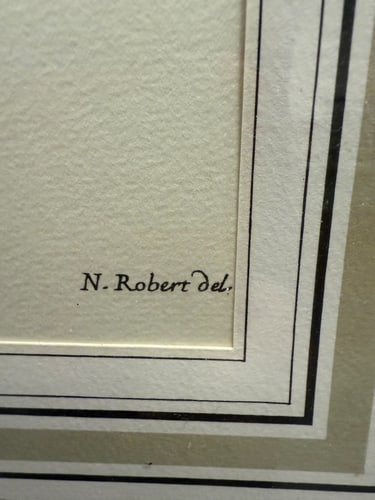 N. Robert del.